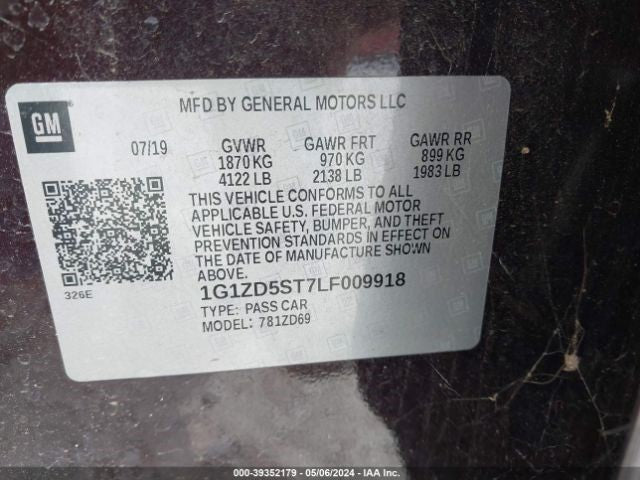 GM
MFD BY GENERAL MOTORS LLC
07/19 GVWR GAWR FRT GAWR RR
1870 KG 970 KG 899 KG
4122 LB 2138 LB 1983 LB
THIS VEHICLE CONFORMS TO ALL
APPLICABLE U.S. FEDERAL MOTOR
VEHICLE SAFETY, BUMPER, AND THEFT
PREVENTION STANDARDS IN EFFECT ON
THE DATE OF MANUFACTURE SHOWN
ABOVE.
326E
1G1ZD5ST7LF009918
TYPE: PASS CAR
MODEL: 781ZD69
000-39352179 - 05/06/2024 - IAA Inc.